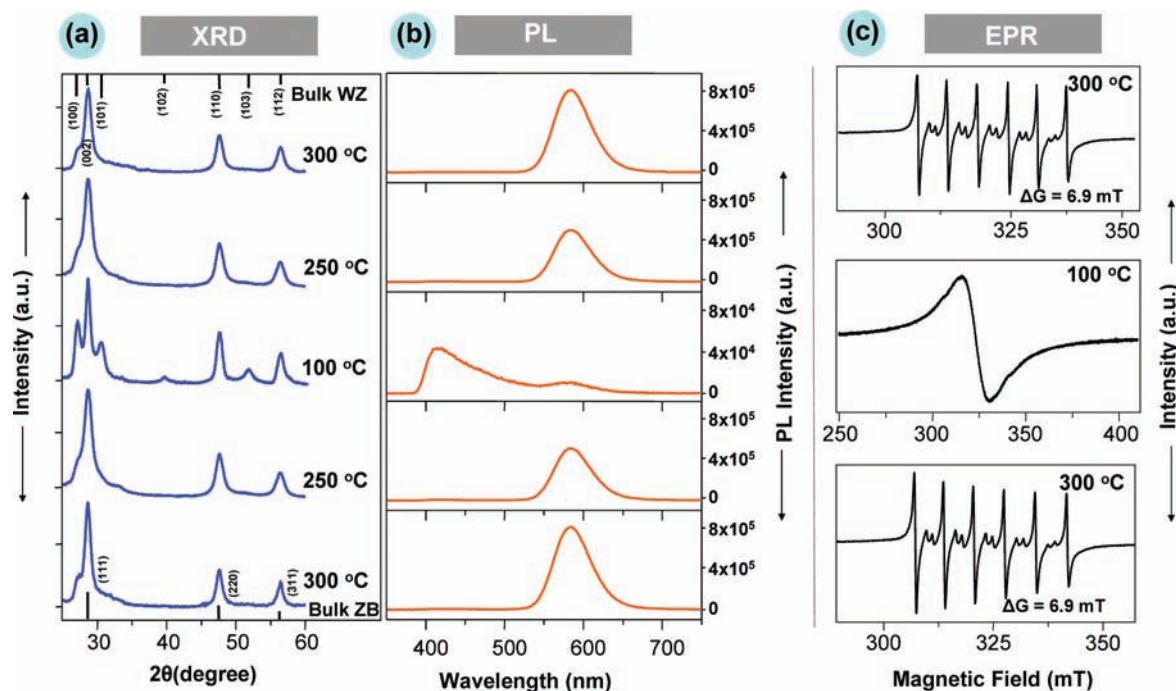 (a) XRD
(b) PL
(c) EPR
Bulk WZ
(100)
(002)
(101)
(102)
(110)
(103)
(112)
300 °C
250 °C
100 °C
250 °C
300 °C
(111)
(220)
(311)
Bulk ZB
Intensity (a.u.)
30 40 50 60
2θ(degree)
8x10⁵
4x10⁵
0
8x10⁵
4x10⁵
0
8x10⁴
4x10⁴
0
8x10⁵
4x10⁵
0
8x10⁵
4x10⁵
0
PL Intensity (a.u.)
400 500 600 700
Wavelength (nm)
300 °C
ΔG = 6.9 mT
300 325 350
100 °C
250 300 350 400
300 °C
ΔG = 6.9 mT
300 325 350
Magnetic Field (mT)
Intensity (a.u.)